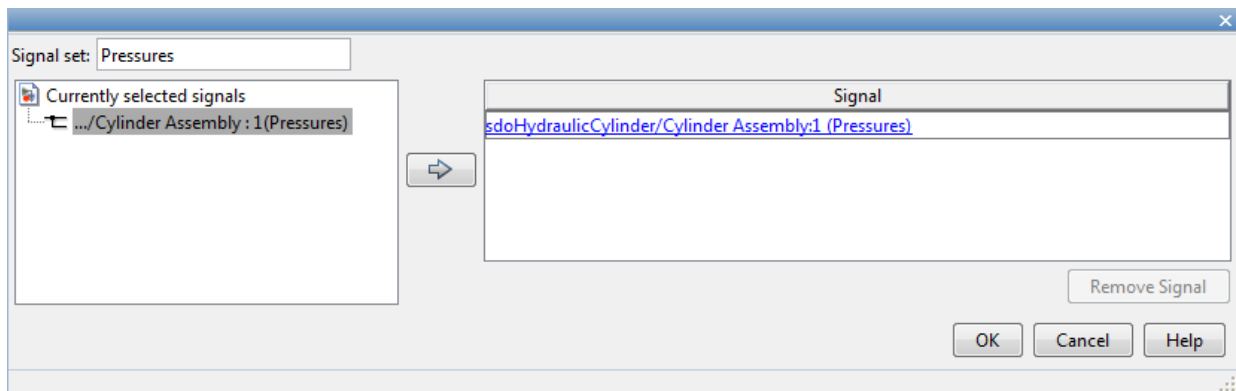 Signal set: Pressures
Currently selected signals
.../Cylinder Assembly : 1(Pressures)
Signal
sdoHydraulicCylinder/Cylinder Assembly:1 (Pressures)
Remove Signal
OK Cancel Help